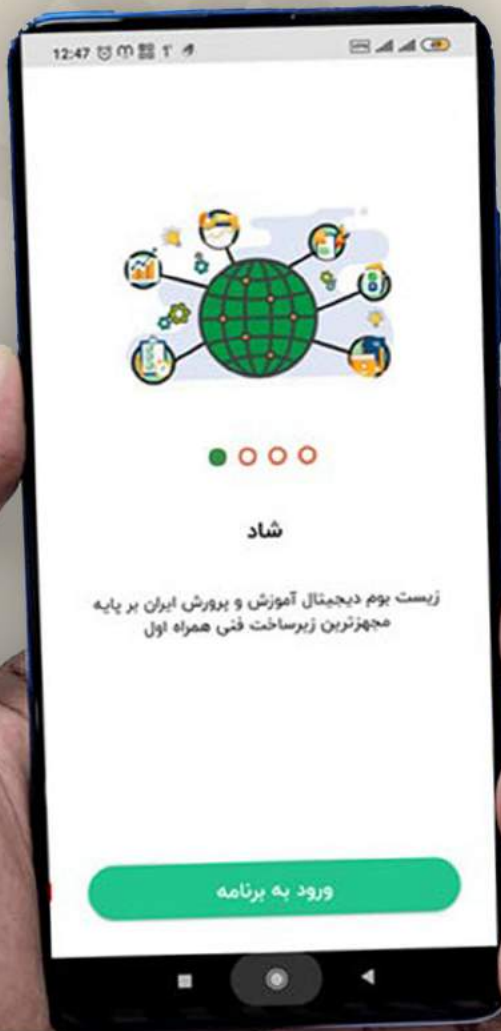 12:47
شاد
زیست بوم دیجیتال آموزش و پرورش ایران بر پایه
مجهزترین زیرساخت فنی همراه اول
ورود به برنامه